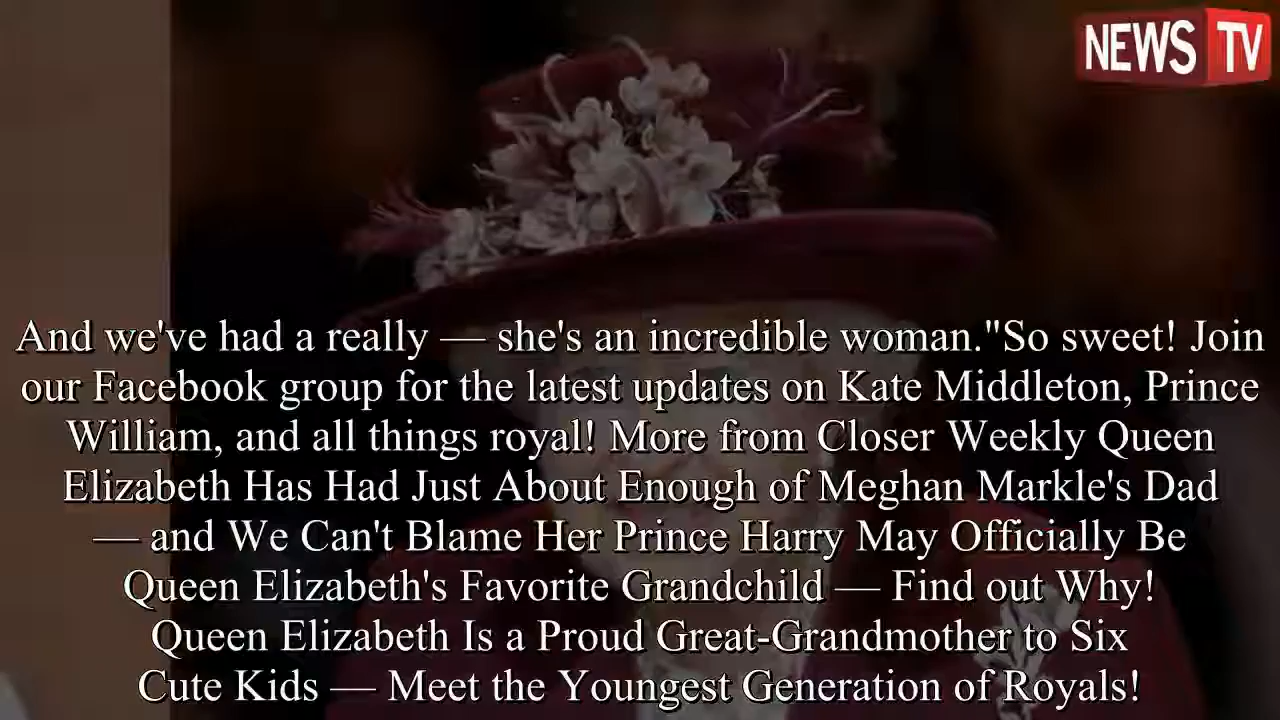 NEWS TV
And we've had a really — she's an incredible woman."So sweet! Join
our Facebook group for the latest updates on Kate Middleton, Prince
William, and all things royal! More from Closer Weekly Queen
Elizabeth Has Had Just About Enough of Meghan Markle's Dad
— and We Can't Blame Her Prince Harry May Officially Be
Queen Elizabeth's Favorite Grandchild — Find out Why!
Queen Elizabeth Is a Proud Great-Grandmother to Six
Cute Kids — Meet the Youngest Generation of Royals!